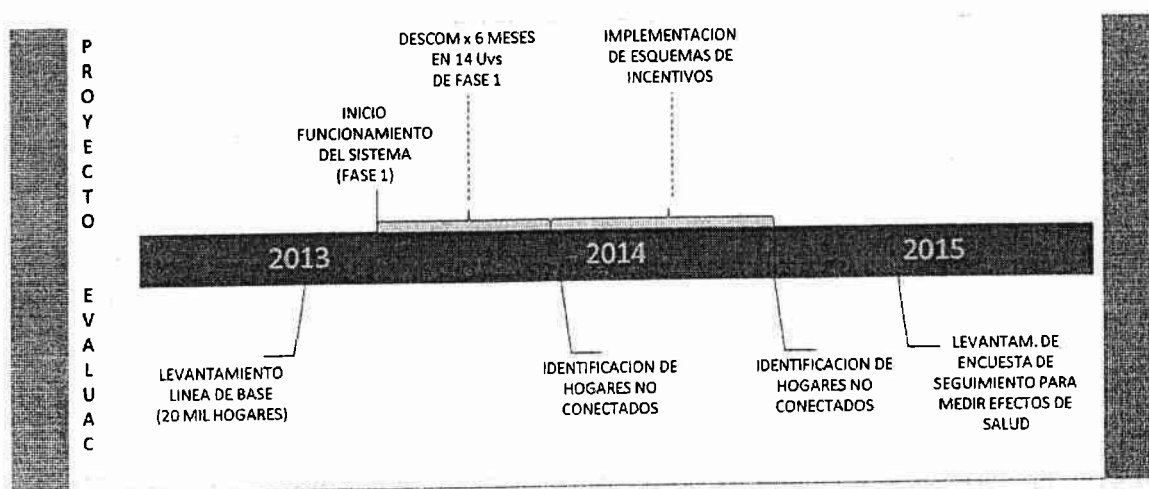 PROYECTO
DESCOM x 6 MESES
EN 14 Uvs
DE FASE 1
IMPLEMENTACION
DE ESQUEMAS DE
INCENTIVOS
INICIO
FUNCIONAMIENTO
DEL SISTEMA
(FASE 1)
2013
2014
2015
EVALUAC
LEVANTAMIENTO
LINEA DE BASE
(20 MIL HOGARES)
IDENTIFICACION DE
HOGARES NO
CONECTADOS
IDENTIFICACION DE
HOGARES NO
CONECTADOS
LEVANTAM. DE
ENCUESTA DE
SEGUIMIENTO PARA
MEDIR EFECTOS DE
SALUD